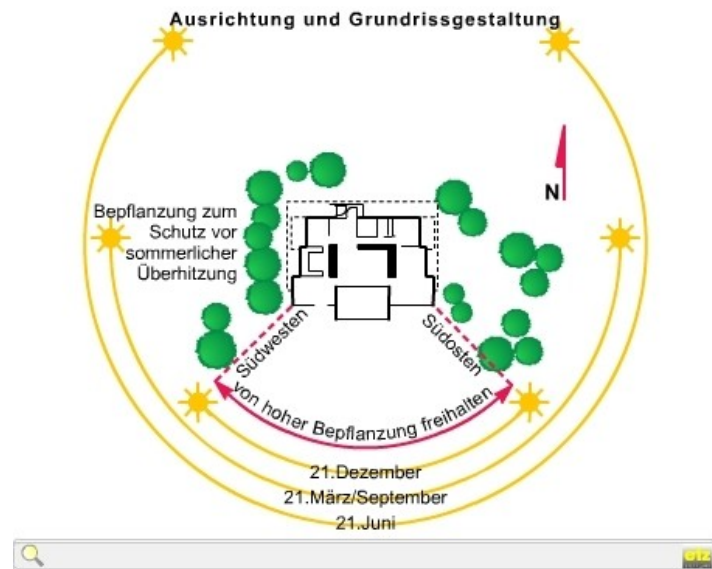 Ausrichtung und Grundrissgestaltung
N
Bepflanzung zum
Schutz vor
sommerlicher
Überhitzung
Südwesten
Südosten
von hoher Bepflanzung freihalten
21.Dezember
21.März/September
21.Juni
etz